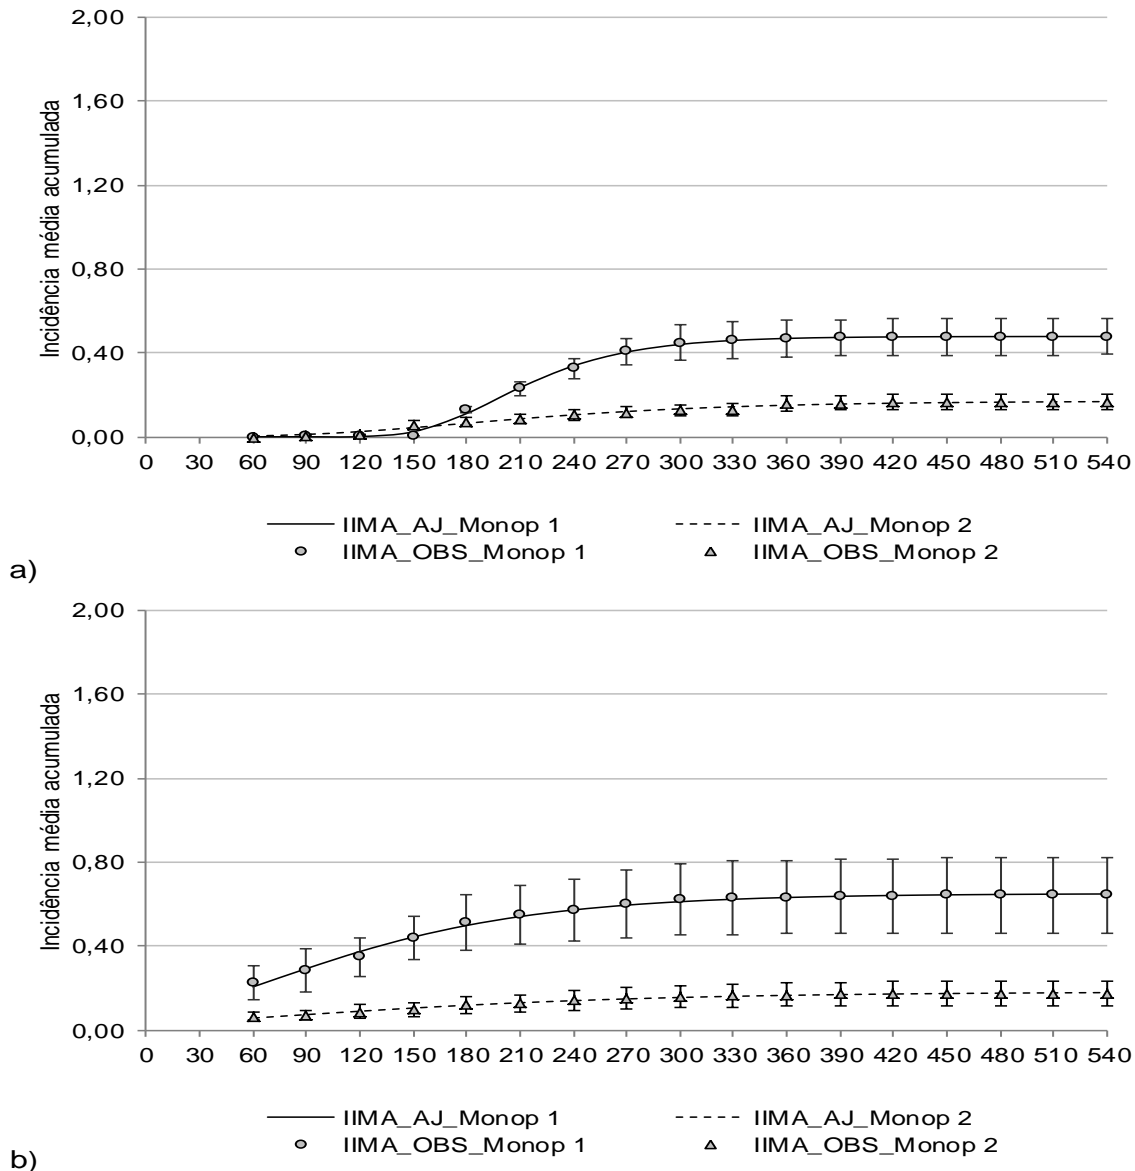 2,00
1,60
1,20
0,80
0,40
0,00
Incidência média acumulada
0 30 60 90 120 150 180 210 240 270 300 330 360 390 420 450 480 510 540
IIMA_AJ_Monop 1 IIMA_AJ_Monop 2
IIMA_OBS_Monop 1 IIMA_OBS_Monop 2
a)
2,00
1,60
1,20
0,80
0,40
0,00
Incidência média acumulada
0 30 60 90 120 150 180 210 240 270 300 330 360 390 420 450 480 510 540
IIMA_AJ_Monop 1 IIMA_AJ_Monop 2
IIMA_OBS_Monop 1 IIMA_OBS_Monop 2
b)